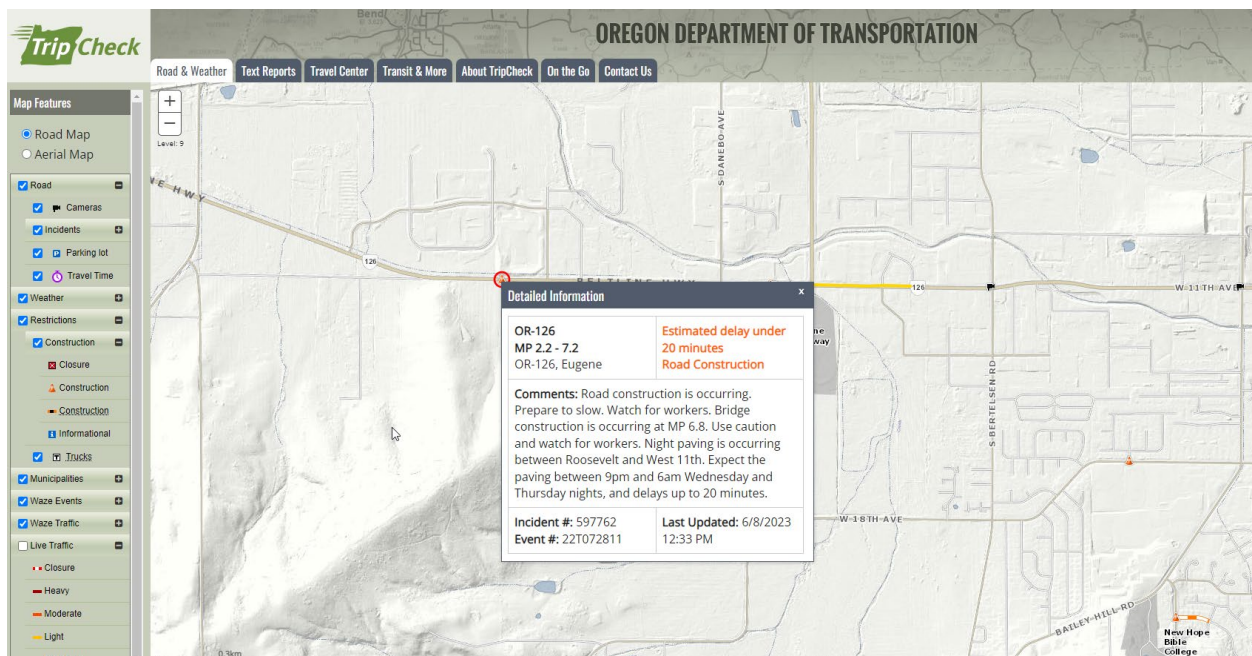 TripCheck
Bend
OREGON DEPARTMENT OF TRANSPORTATION
Road & Weather
Text Reports
Travel Center
Transit & More
About TripCheck
On the Go
Contact Us
Map Features
Road Map
Aerial Map
Road
Cameras
Incidents
Parking lot
Travel Time
Weather
Restrictions
Construction
Closure
Construction
Construction
Informational
Trucks
Municipalities
Waze Events
Waze Traffic
Live Traffic
Closure
Heavy
Moderate
Light
+
−
Level: 9
NE HWY
126
S DANEBO AVE
BELTLINE HWY
126
W 11TH AVE
S BERTELSEN RD
W 18TH AVE
BAILEY HILL RD
New Hope
Bible
College
0.3km
ne
way
Detailed Information
x
OR-126
MP 2.2 - 7.2
OR-126, Eugene
Estimated delay under
20 minutes
Road Construction
Comments: Road construction is occurring.
Prepare to slow. Watch for workers. Bridge
construction is occurring at MP 6.8. Use caution
and watch for workers. Night paving is occurring
between Roosevelt and West 11th. Expect the
paving between 9pm and 6am Wednesday and
Thursday nights, and delays up to 20 minutes.
Incident #: 597762
Event #: 22T072811
Last Updated: 6/8/2023
12:33 PM